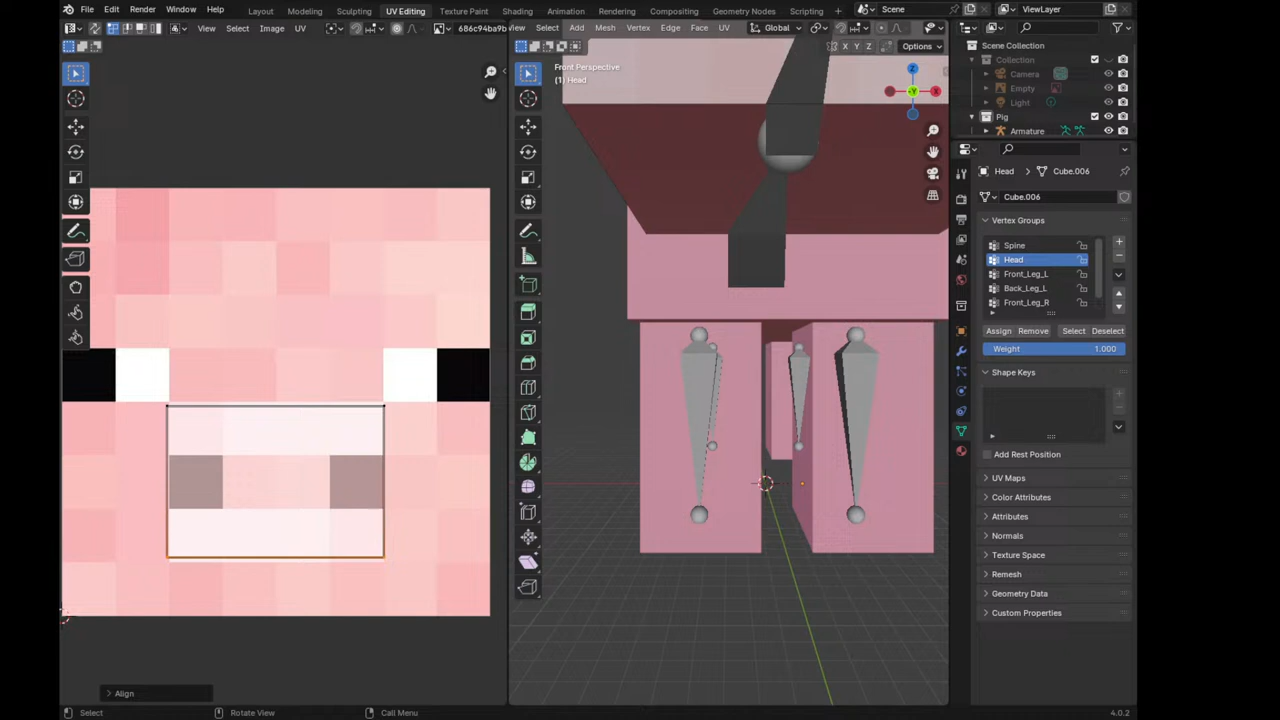 File Edit Render Window Help Layout Modeling Sculpting UV Editing Texture Paint Shading Animation Rendering Compositing Geometry Nodes Scripting Scene ViewLayer
View Select Image UV 686c94ba9b Select Add Mesh Vertex Edge Face UV Global
X Y Z Options
Front Perspective
(1) Head
Z
Y
X
Scene Collection
Collection
Camera
Empty
Light
Pig
Armature
Head Cube.006
Cube.006
Vertex Groups
Spine
Head
Front_Leg_L
Back_Leg_L
Front_Leg_R
Assign Remove Select Deselect
Weight 1.000
Shape Keys
Add Rest Position
UV Maps
Color Attributes
Attributes
Normals
Texture Space
Remesh
Geometry Data
Custom Properties
Align
Select Rotate View Call Menu 4.0.2